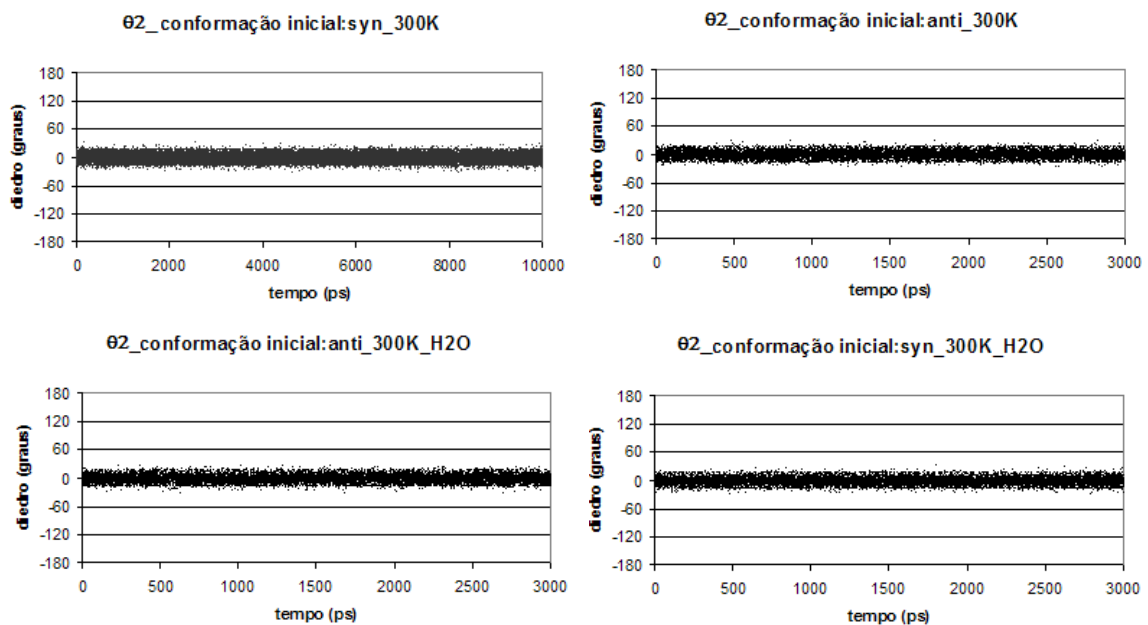 θ2_conformação inicial:syn_300K
diedro (graus)
180
120
60
0
-60
-120
-180
0 2000 4000 6000 8000 10000
tempo (ps)
θ2_conformação inicial:anti_300K
diedro (graus)
180
120
60
0
-60
-120
-180
0 500 1000 1500 2000 2500 3000
tempo (ps)
θ2_conformação inicial:anti_300K_H2O
diedro (graus)
180
120
60
0
-60
-120
-180
0 500 1000 1500 2000 2500 3000
tempo (ps)
θ2_conformação inicial:syn_300K_H2O
diedro (graus)
180
120
60
0
-60
-120
-180
0 500 1000 1500 2000 2500 3000
tempo (ps)